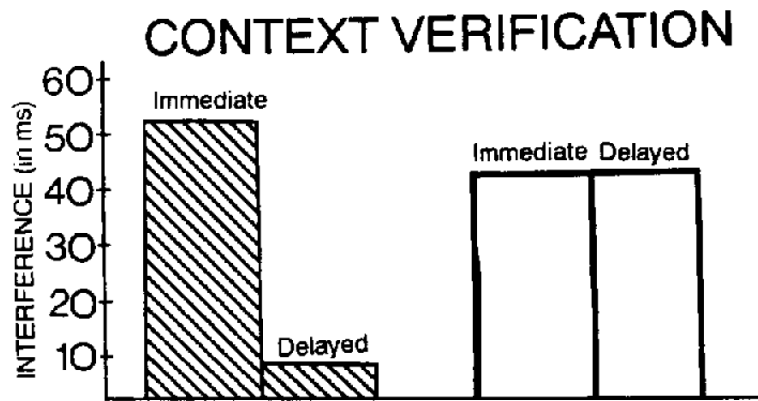 CONTEXT VERIFICATION
INTERFERENCE (in ms)
60
50
40
30
20
10
Immediate
Delayed
Immediate Delayed